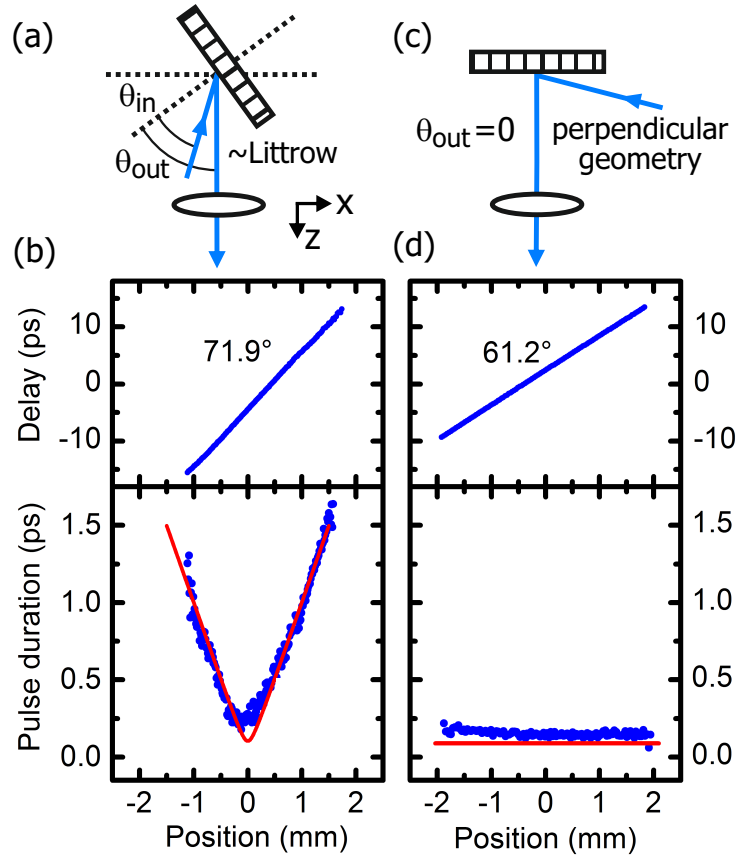 (a)
θin
θout
~Littrow
x
z
(c)
θout=0
perpendicular
geometry
(b)
Delay (ps)
10
0
-10
71.9°
(d)
61.2°
10
0
-10
Pulse duration (ps)
1.5
1.0
0.5
0.0
-2 -1 0 1 2
Position (mm)
1.5
1.0
0.5
0.0
-2 -1 0 1 2
Position (mm)